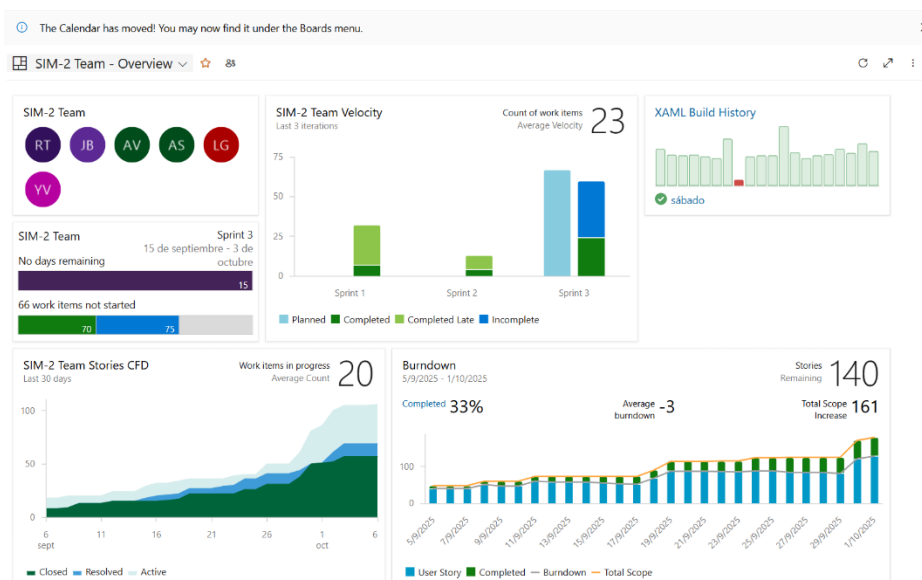 The Calendar has moved! You may now find it under the Boards menu.
SIM-2 Team - Overview
SIM-2 Team
RT JB AV AS LG
YV
SIM-2 Team Velocity
Last 3 iterations
Count of work items
Average Velocity
23
75
50
25
0
Sprint 1 Sprint 2 Sprint 3
Planned Completed Completed Late Incomplete
XAML Build History
sábado
SIM-2 Team
Sprint 3
15 de septiembre - 3 de
octubre
No days remaining
15
66 work items not started
70 75
SIM-2 Team Stories CFD
Last 30 days
Work items in progress
Average Count
20
100
50
0
6 11 16 21 26 1 6
sept oct
Closed Resolved Active
Burndown
5/9/2025 - 1/10/2025
Stories
Remaining
140
Completed 33%
Average
burndown
-3
Total Scope
Increase
161
100
0
5/9/2025 7/9/2025 9/9/2025 11/9/2025 13/9/2025 15/9/2025 17/9/2025 19/9/2025 21/9/2025 23/9/2025 25/9/2025 27/9/2025 29/9/2025 1/10/2025
User Story Completed Burndown Total Scope